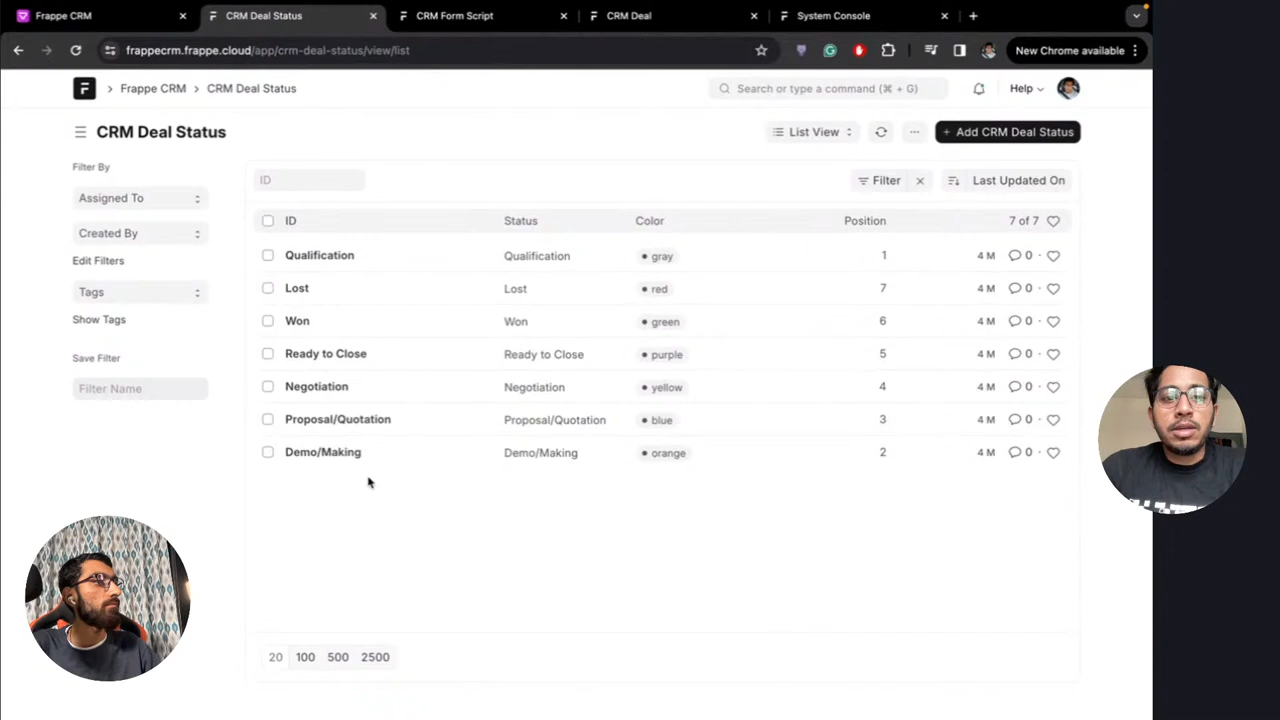 Frappe CRM
CRM Deal Status
CRM Form Script
CRM Deal
System Console
frappecrm.frappe.cloud/app/crm-deal-status/view/list
New Chrome available
Frappe CRM
CRM Deal Status
Search or type a command (⌘ + G)
Help
CRM Deal Status
List View
+ Add CRM Deal Status
Filter By
Assigned To
Created By
Edit Filters
Tags
Show Tags
Save Filter
Filter Name
ID
Filter
Last Updated On
ID Status Color Position 7 of 7
Qualification Qualification gray 1 4 M 0
Lost Lost red 7 4 M 0
Won Won green 6 4 M 0
Ready to Close Ready to Close purple 5 4 M 0
Negotiation Negotiation yellow 4 4 M 0
Proposal/Quotation Proposal/Quotation blue 3 4 M 0
Demo/Making Demo/Making orange 2 4 M 0
20 100 500 2500